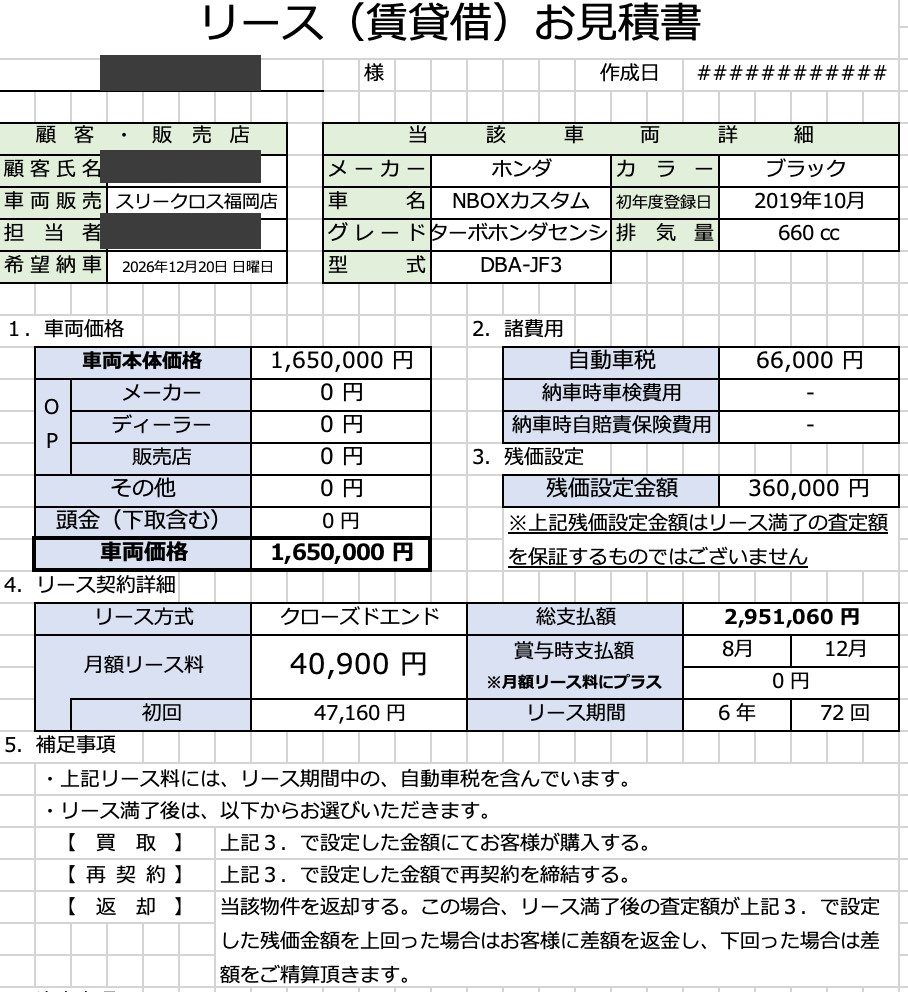 リース（賃貸借）お見積書
様 作成日 ############
顧客・販売店 当該車両詳細
顧客氏名 メーカー ホンダ カラー ブラック
車両販売 スリークロス福岡店 車名 NBOXカスタム 初年度登録日 2019年10月
担当者 グレード ターボホンダセンシ 排気量 660 cc
希望納車 2026年12月20日 日曜日 型式 DBA-JF3
1．車両価格 2．諸費用
車両本体価格 1,650,000 円 自動車税 66,000 円
OP メーカー 0 円 納車時車検費用 -
ディーラー 0 円 納車時自賠責保険費用 -
販売店 0 円 3．残価設定
その他 0 円 残価設定金額 360,000 円
頭金（下取含む） 0 円 ※上記残価設定金額はリース満了の査定額
車両価格 1,650,000 円 を保証するものではございません
4．リース契約詳細
リース方式 クローズドエンド 総支払額 2,951,060 円
月額リース料 40,900 円 賞与時支払額 8月 12月
※月額リース料にプラス 0 円
初回 47,160 円 リース期間 6 年 72 回
5．補足事項
・上記リース料には、リース期間中の、自動車税を含んでいます。
・リース満了後は、以下からお選びいただきます。
【買取】 上記３．で設定した金額にてお客様が購入する。
【再契約】 上記３．で設定した金額で再契約を締結する。
【返却】 当該物件を返却する。この場合、リース満了後の査定額が上記３．で設定
した残価金額を上回った場合はお客様に差額を返金し、下回った場合は差
額をご精算頂きます。